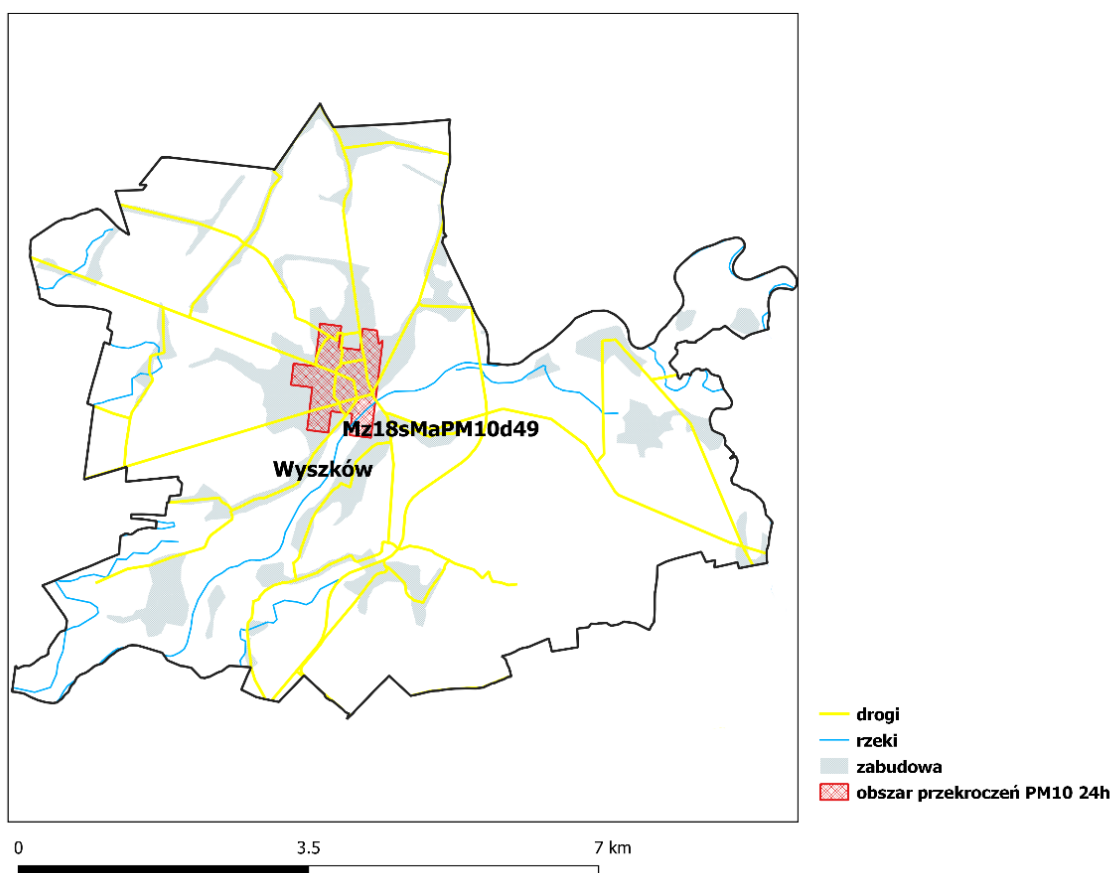 Mz18sMaPM10d49
Wyszków
drogi
rzeki
zabudowa
obszar przekroczeń PM10 24h
0 3.5 7 km